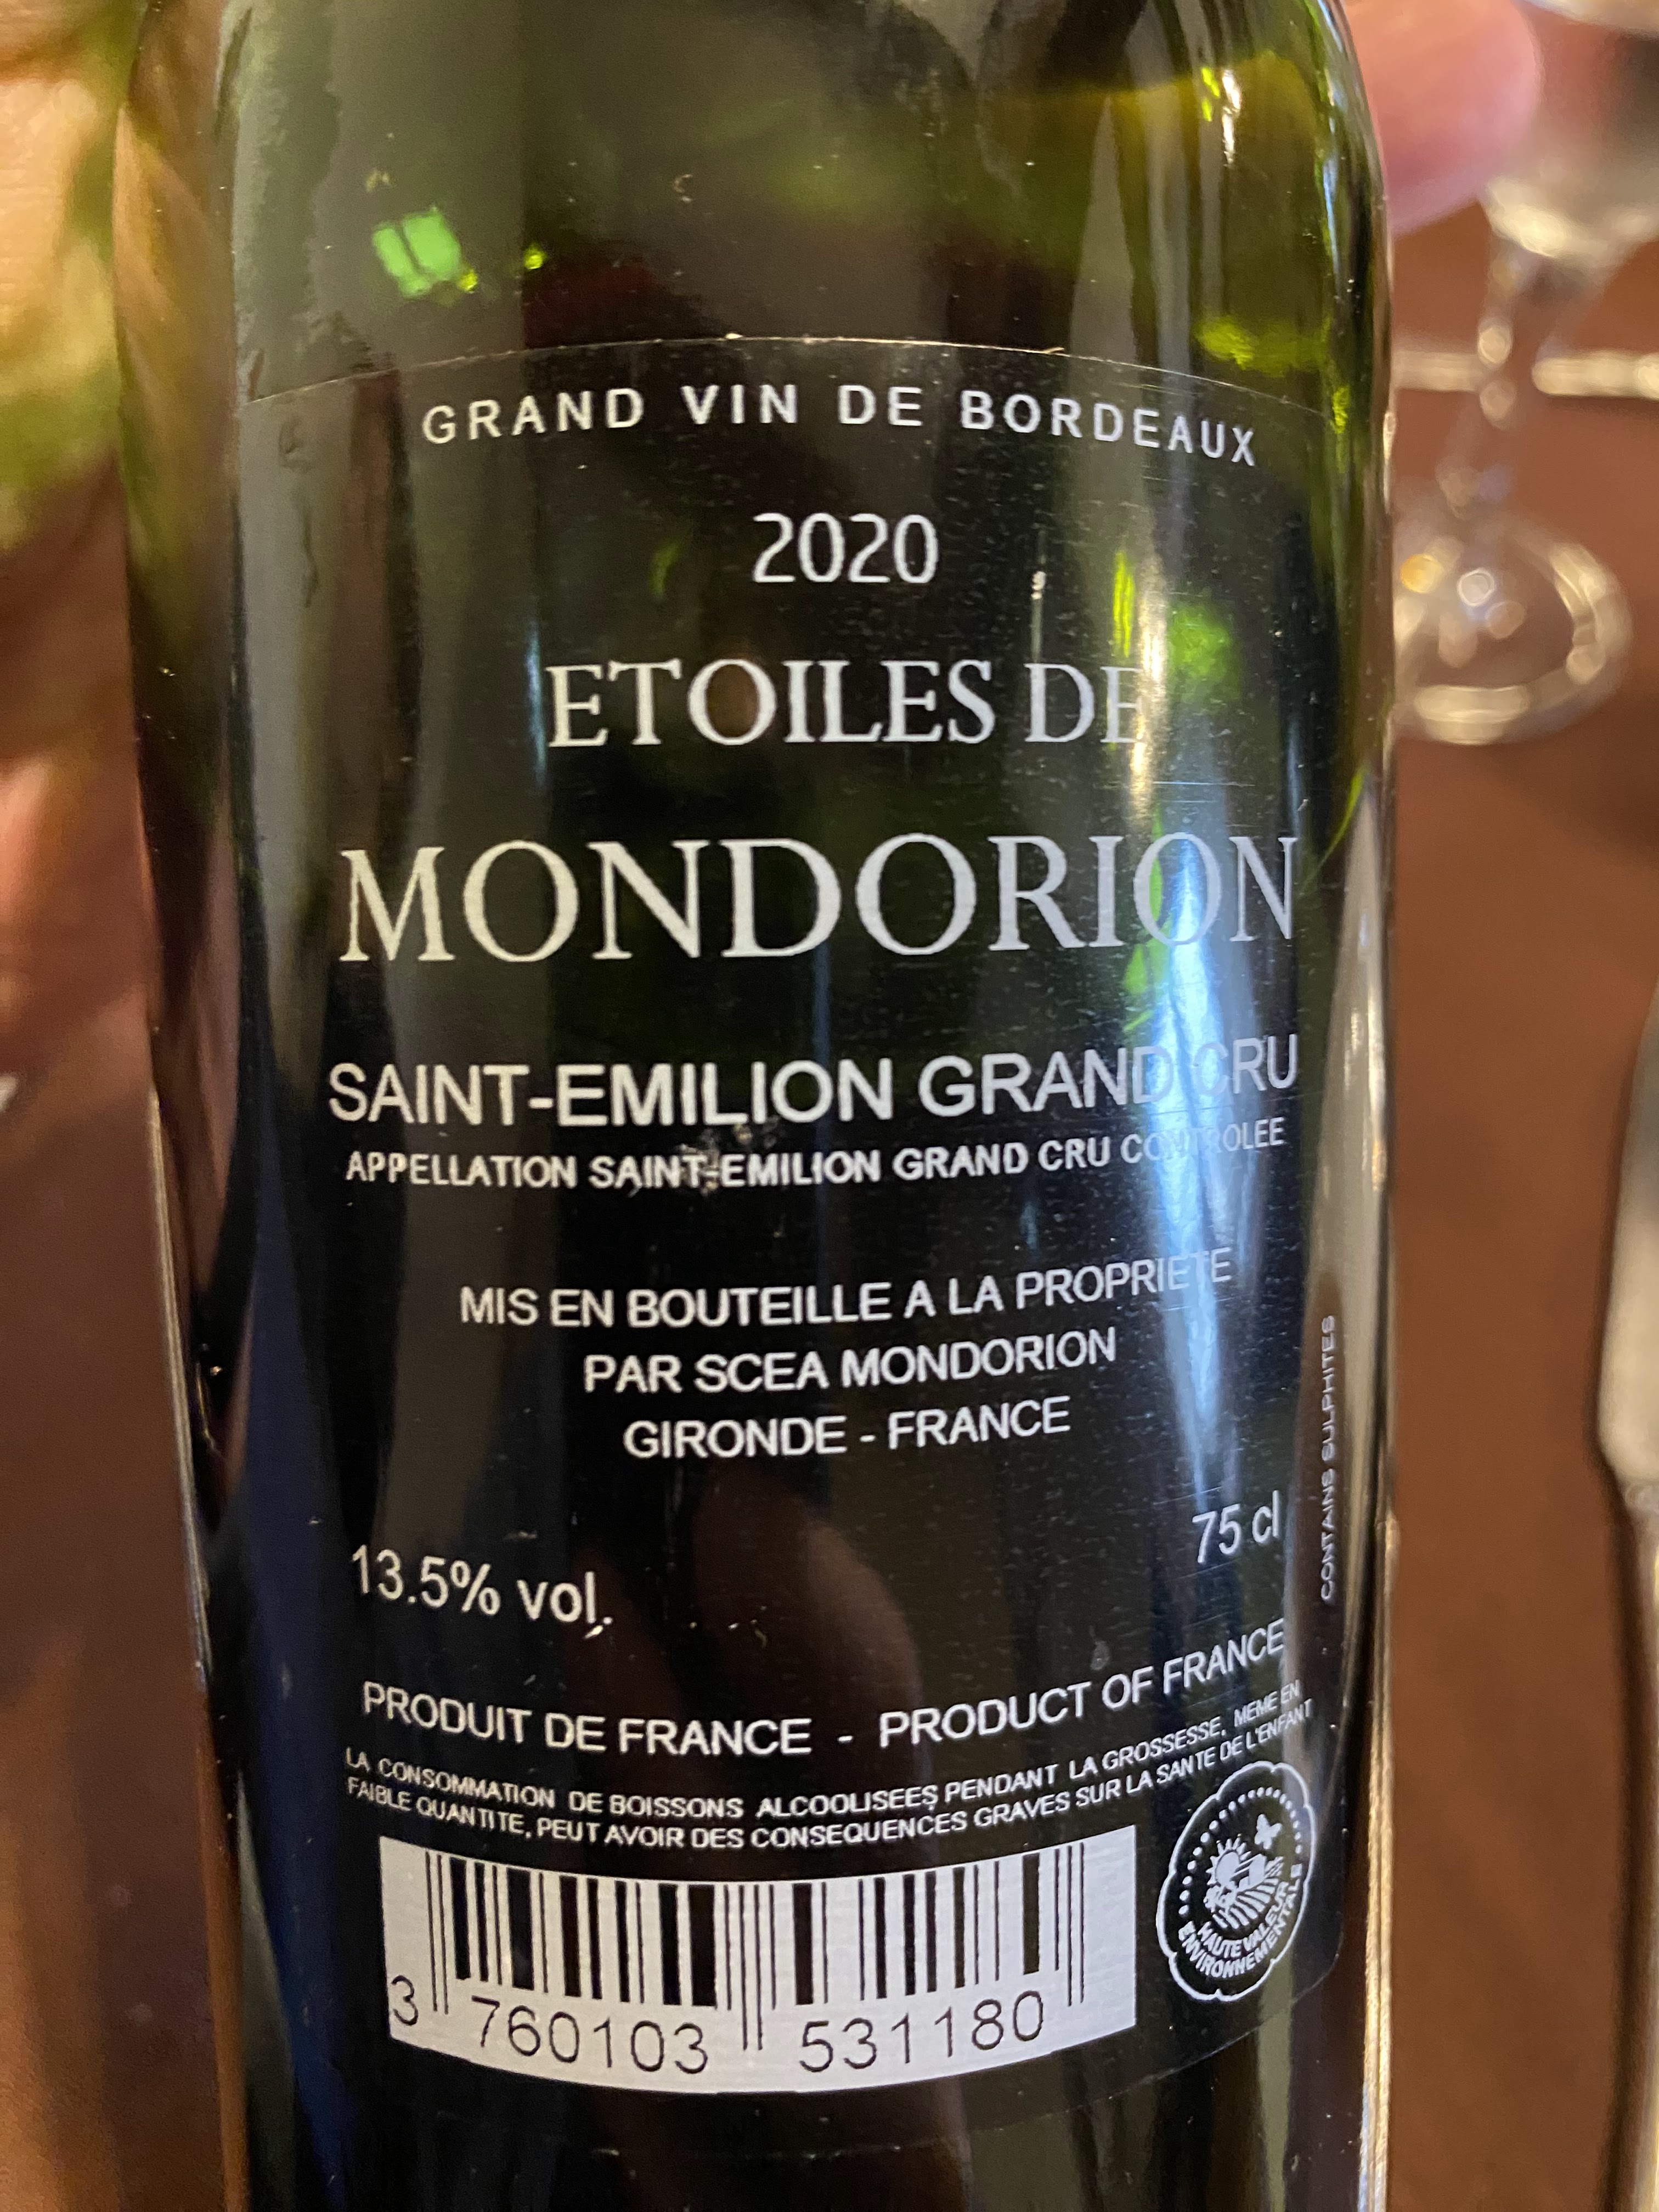 GRAND VIN DE BORDEAUX
2020
ETOILES DE
MONDORION
SAINT-EMILION GRAND CRU
APPELLATION SAINT-EMILION GRAND CRU CONTROLEE
MIS EN BOUTEILLE A LA PROPRIETE
PAR SCEA MONDORION
GIRONDE - FRANCE
13.5% vol.
75 cl
CONTAINS SULPHITES
PRODUIT DE FRANCE - PRODUCT OF FRANCE
LA CONSOMMATION DE BOISSONS ALCOOLISEES PENDANT LA GROSSESSE, MEME EN
FAIBLE QUANTITE, PEUT AVOIR DES CONSEQUENCES GRAVES SUR LA SANTE DE L'ENFANT
HAUTE VALEUR
ENVIRONNEMENTALE
3 760103 531180